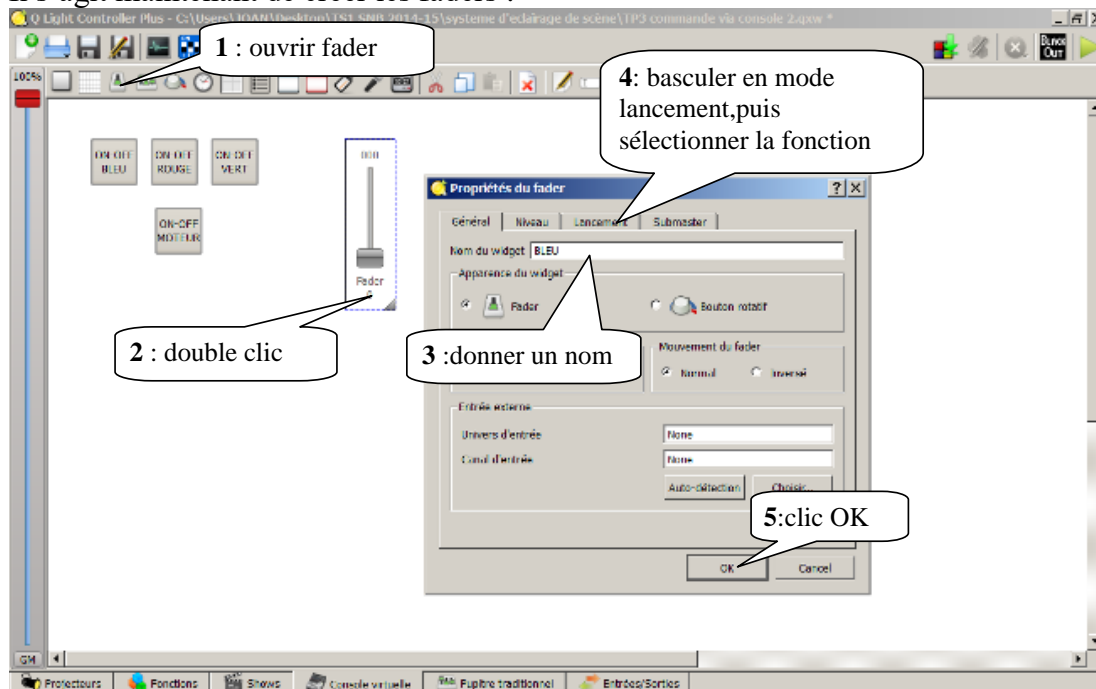 Il s'agit maintenant de créer les faders :
Q Light Controller Plus - C:\Users\JOAN\Desktop\TS1 SNB 2014-15\systeme d'eclairage de scène\TP3 commande via console 2.qxw *
1 : ouvrir fader
BLACK OUT
100%
4: basculer en mode
lancement,puis
sélectionner la fonction
ON-OFF BLEU
ON-OFF ROUGE
ON-OFF VERT
000
ON-OFF MOTEUR
Fader
Propriétés du fader
Général Niveau Lancement Submaster
Nom du widget BLEU
Apparence du widget
Fader Bouton rotatif
2 : double clic
3 :donner un nom
Mouvement du fader
Normal Inversé
Entrée externe
Univers d'entrée None
Canal d'entrée None
Auto-détection Choisir...
5:clic OK
OK Cancel
GM
Projecteurs Fonctions Shows Console virtuelle Pupitre traditionnel Entrées/Sorties